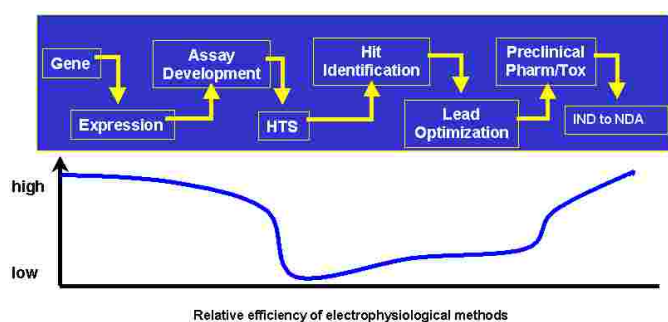 Gene
Expression
Assay
Development
HTS
Hit
Identification
Lead
Optimization
Preclinical
Pharm/Tox
IND to NDA
high
low
Relative efficiency of electrophysiological methods